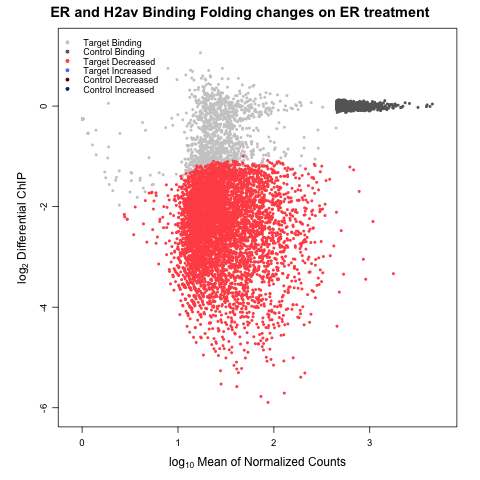 ER and H2av Binding Folding changes on ER treatment
Target Binding
Control Binding
Target Decreased
Target Increased
Control Decreased
Control Increased
0
-2
-4
-6
log2 Differential ChIP
0 1 2 3
log10 Mean of Normalized Counts